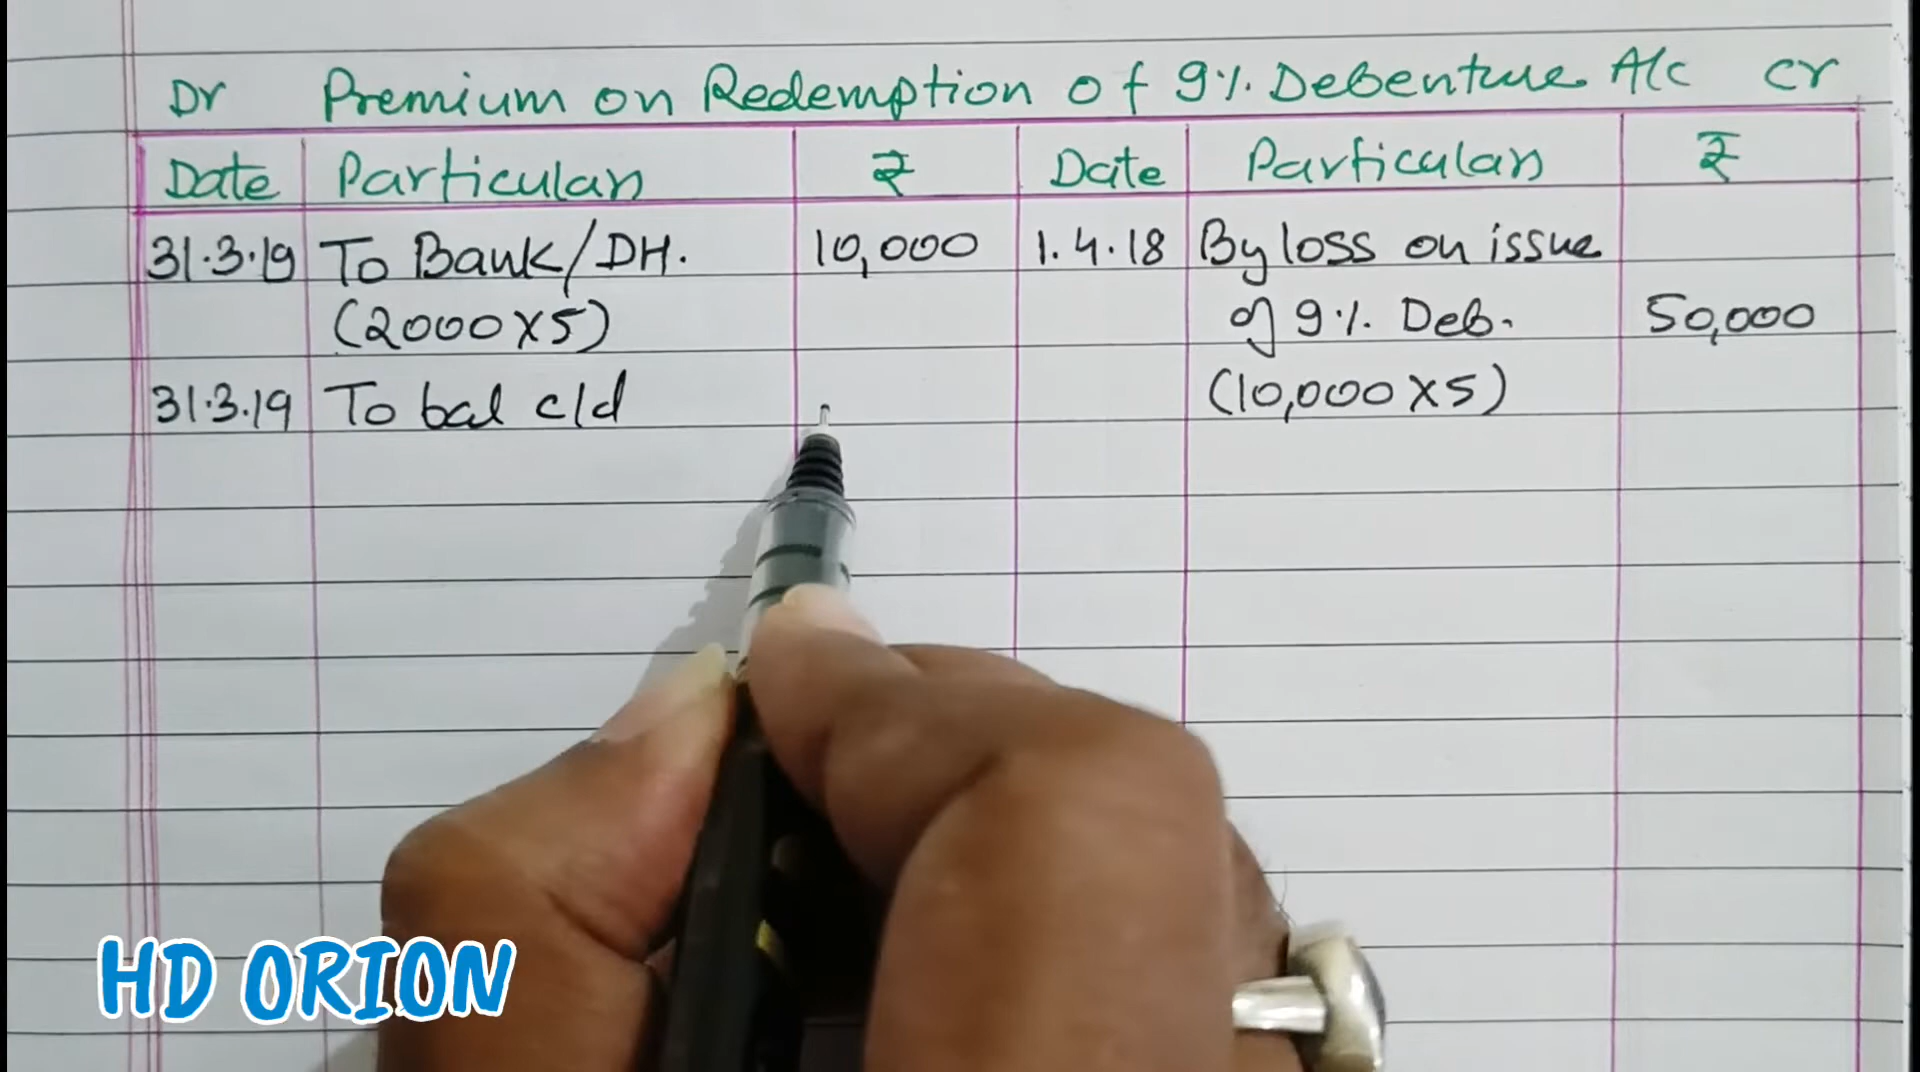 Dr Premium on Redemption of 9%. Debenture A/c Cr
Date Particulars ₹ Date Particulars ₹
31.3.19 To Bank/DH. 10,000 1.4.18 By loss on issue
(2000X5) of 9%. Deb. 50,000
31.3.19 To bal c/d (10,000X5)
HD ORION